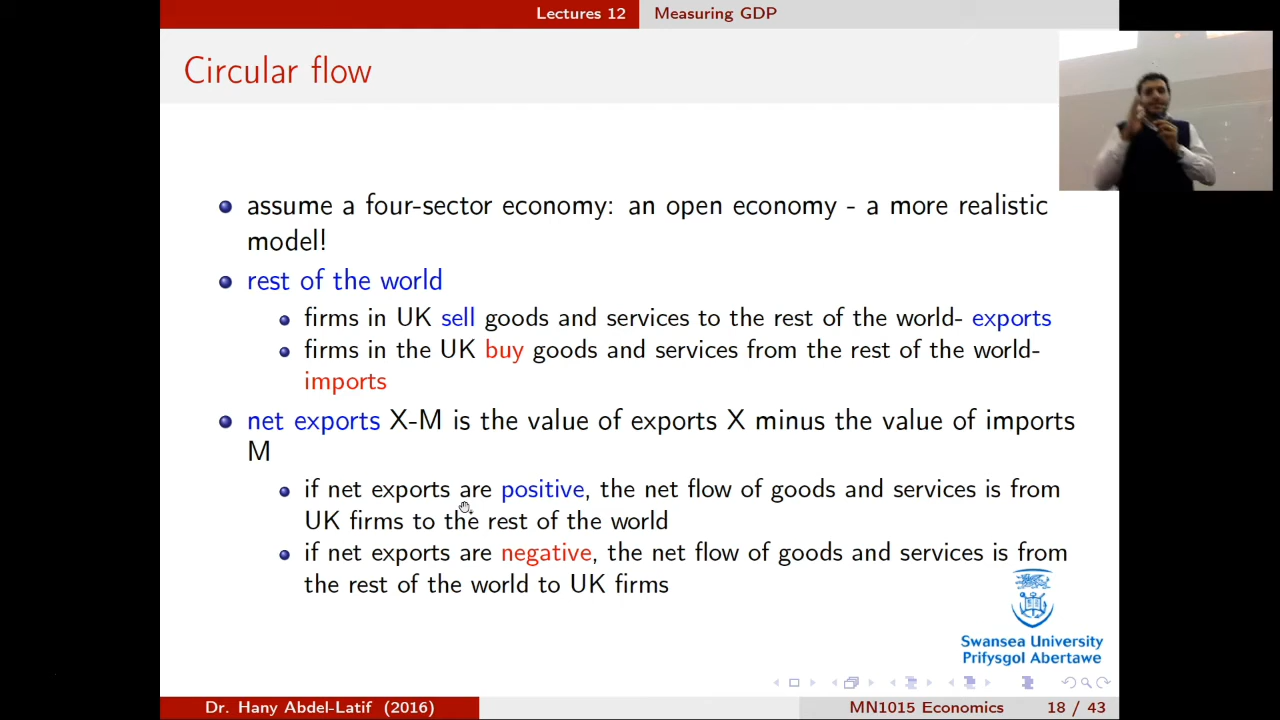 Lectures 12 Measuring GDP
Circular flow
assume a four-sector economy: an open economy - a more realistic
model!
rest of the world
firms in UK sell goods and services to the rest of the world- exports
firms in the UK buy goods and services from the rest of the world-
imports
net exports X-M is the value of exports X minus the value of imports
M
if net exports are positive, the net flow of goods and services is from
UK firms to the rest of the world
if net exports are negative, the net flow of goods and services is from
the rest of the world to UK firms
Swansea University
Prifysgol Abertawe
Dr. Hany Abdel-Latif (2016) MN1015 Economics 18 / 43